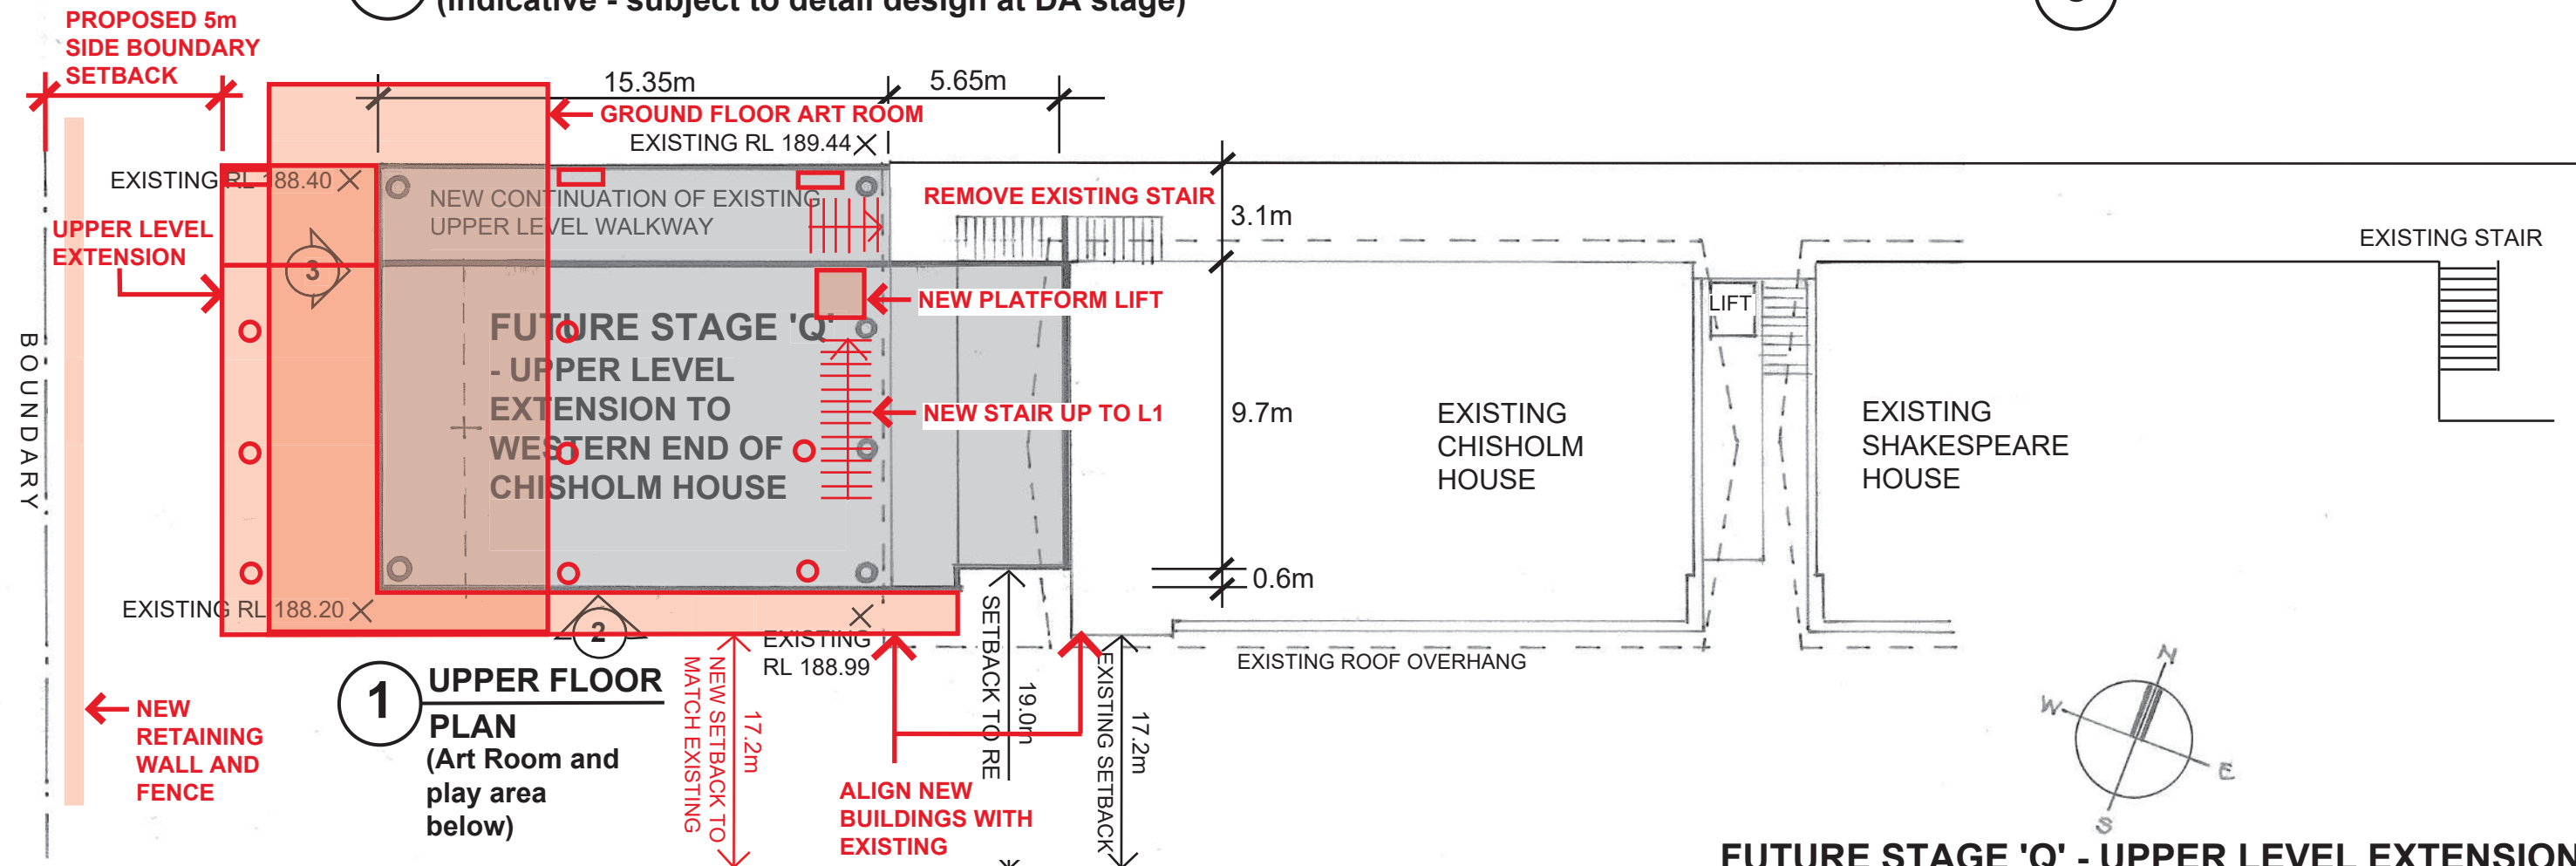 (indicative - subject to detail design at DA stage)
PROPOSED 5m
SIDE BOUNDARY
SETBACK
15.35m
5.65m
GROUND FLOOR ART ROOM
EXISTING RL 189.44
EXISTING RL 188.40
NEW CONTINUATION OF EXISTING
UPPER LEVEL WALKWAY
REMOVE EXISTING STAIR
3.1m
EXISTING STAIR
UPPER LEVEL
EXTENSION
3
NEW PLATFORM LIFT
LIFT
FUTURE STAGE 'Q'
- UPPER LEVEL
EXTENSION TO
WESTERN END OF
CHISHOLM HOUSE
NEW STAIR UP TO L1
9.7m
EXISTING
CHISHOLM
HOUSE
EXISTING
SHAKESPEARE
HOUSE
BOUNDARY
0.6m
EXISTING RL 188.20
2
EXISTING
RL 188.99
EXISTING ROOF OVERHANG
1
UPPER FLOOR
PLAN
(Art Room and
play area
below)
NEW SETBACK TO
MATCH EXISTING
17.2m
SETBACK TO RE
19.0m
EXISTING SETBACK
17.2m
NEW
RETAINING
WALL AND
FENCE
ALIGN NEW
BUILDINGS WITH
EXISTING
N
W
E
S
FUTURE STAGE 'Q' - UPPER LEVEL EXTENSION